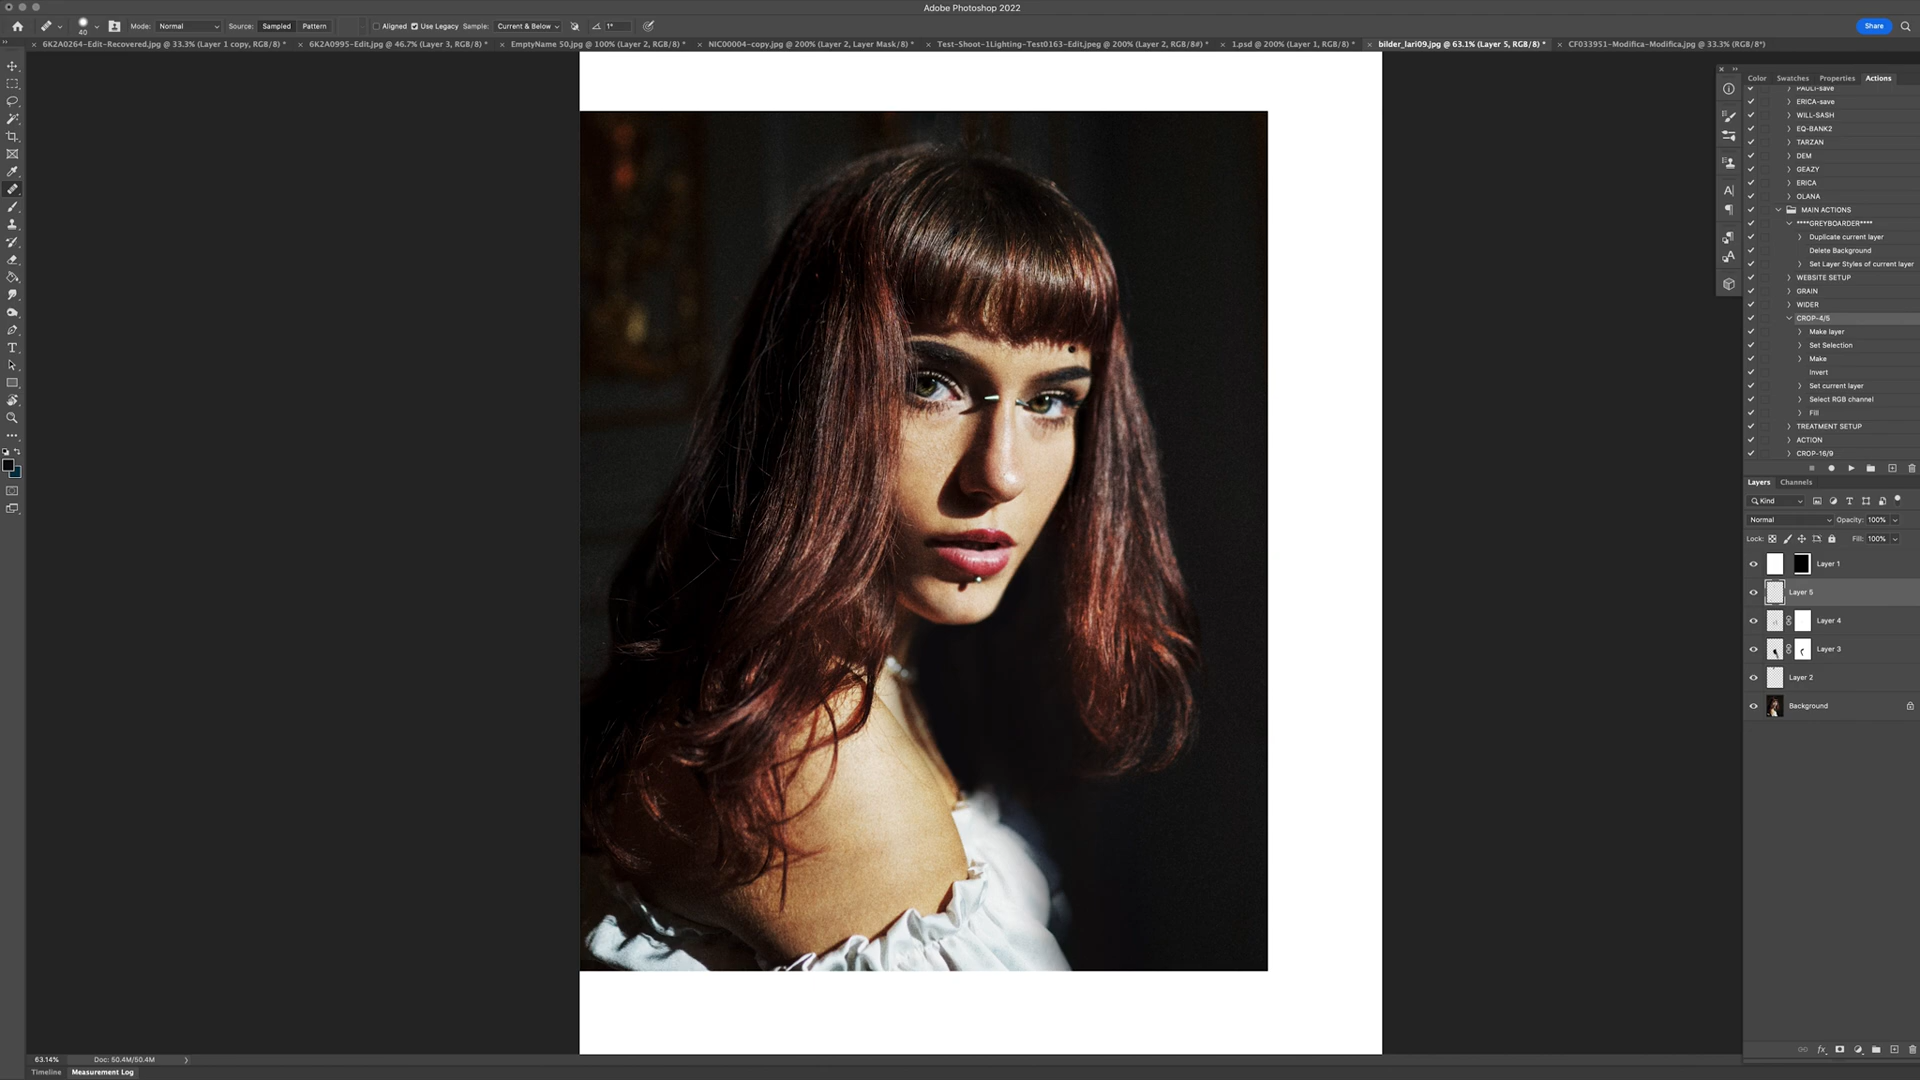 Adobe Photoshop 2022
40 Mode: Normal Source: Sampled Pattern Aligned Use Legacy Sample: Current & Below 1° Share
6K2A0264-Edit-Recovered.jpg @ 33.3% (Layer 1 copy, RGB/8) * 6K2A0995-Edit.jpg @ 46.7% (Layer 3, RGB/8) * EmptyName 50.jpg @ 100% (Layer 2, RGB/8) * NIC00004-copy.jpg @ 200% (Layer 2, Layer Mask/8) * Test-Shoot-1Lighting-Test0163-Edit.jpeg @ 200% (Layer 2, RGB/8#) * 1.psd @ 200% (Layer 1, RGB/8) * bilder_lari09.jpg @ 63.1% (Layer 5, RGB/8) * CF033951-Modifica-Modifica.jpg @ 33.3% (RGB/8*)
Color Swatches Properties Actions
PAULI-save
ERICA-save
WILL-SASH
EQ-BANK2
TARZAN
DEM
GEAZY
ERICA
OLANA
MAIN ACTIONS
****GREYBOARDER****
Duplicate current layer
Delete Background
Set Layer Styles of current layer
WEBSITE SETUP
GRAIN
WIDER
CROP-4/5
Make layer
Set Selection
Make
Invert
Set current layer
Select RGB channel
Fill
TREATMENT SETUP
ACTION
CROP-16/9
Layers Channels
Kind
Normal Opacity: 100%
Lock: Fill: 100%
Layer 1
Layer 5
Layer 4
Layer 3
Layer 2
Background
63.14% Doc: 50.4M/50.4M
Timeline Measurement Log